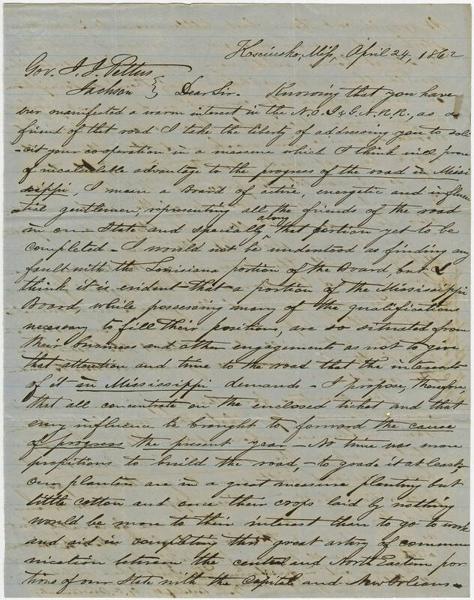 Kosciusko, Miss, April 24, 1862
Gov. J. J. Pettus
Jackson } Dear Sir. Knowing that you have
ever manifested a warm interest in the N.O.J.&G.N.R.R., as a
friend of that road I take the liberty of addressing you to soli-
cit your cooperation in a measure which I think will prove
of incalculable advantage to the progress of the road in Missi
ssippi. I mean a Board of active, energetic and influen
tial gentlemen, representing all the friends of the road
in our State and specially along that portion yet to be
completed. I would not be understood as finding any
fault with the Louisiana portion of the Board, but I
think it is evident that a portion of the Mississippi
Board, while possessing many of the qualifications
necessary to fill their position, are so situated from
their business and other engagements as not to give
that attention and time to the road that the interests
of it in Mississippi demands. I propose, therefore
that all concentrate on the enclosed ticket and that
every influence be brought to forward the cause
of progress the present year. No time was more
propitious to build the road, to grade it at least.
Our planters are in a great measure planting but
little cotton and once their crops laid by nothing
would be more to their interest than to go to work
and aid in completing this great artery of commu
nication between the central and North Eastern por
tions of our State with the Capitol and New Orleans.